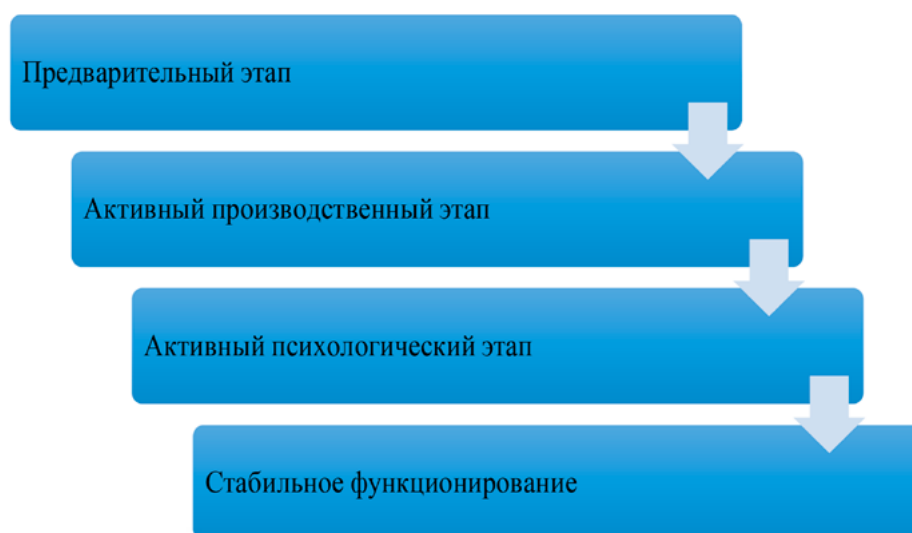 Предварительный этап
Активный производственный этап
Активный психологический этап
Стабильное функционирование